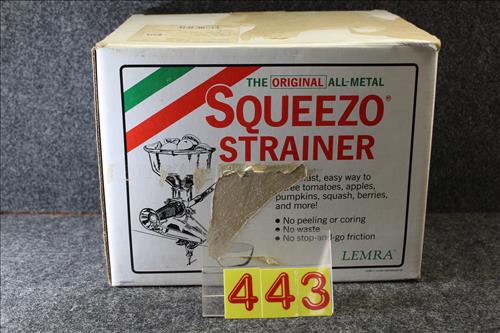 THE ORIGINAL ALL-METAL
SQUEEZO®
STRAINER
fast, easy way to
tomatoes, apples,
pumpkins, squash, berries,
and more!
• No peeling or coring
• No waste
• No stop-and-go friction
LEMRA
443